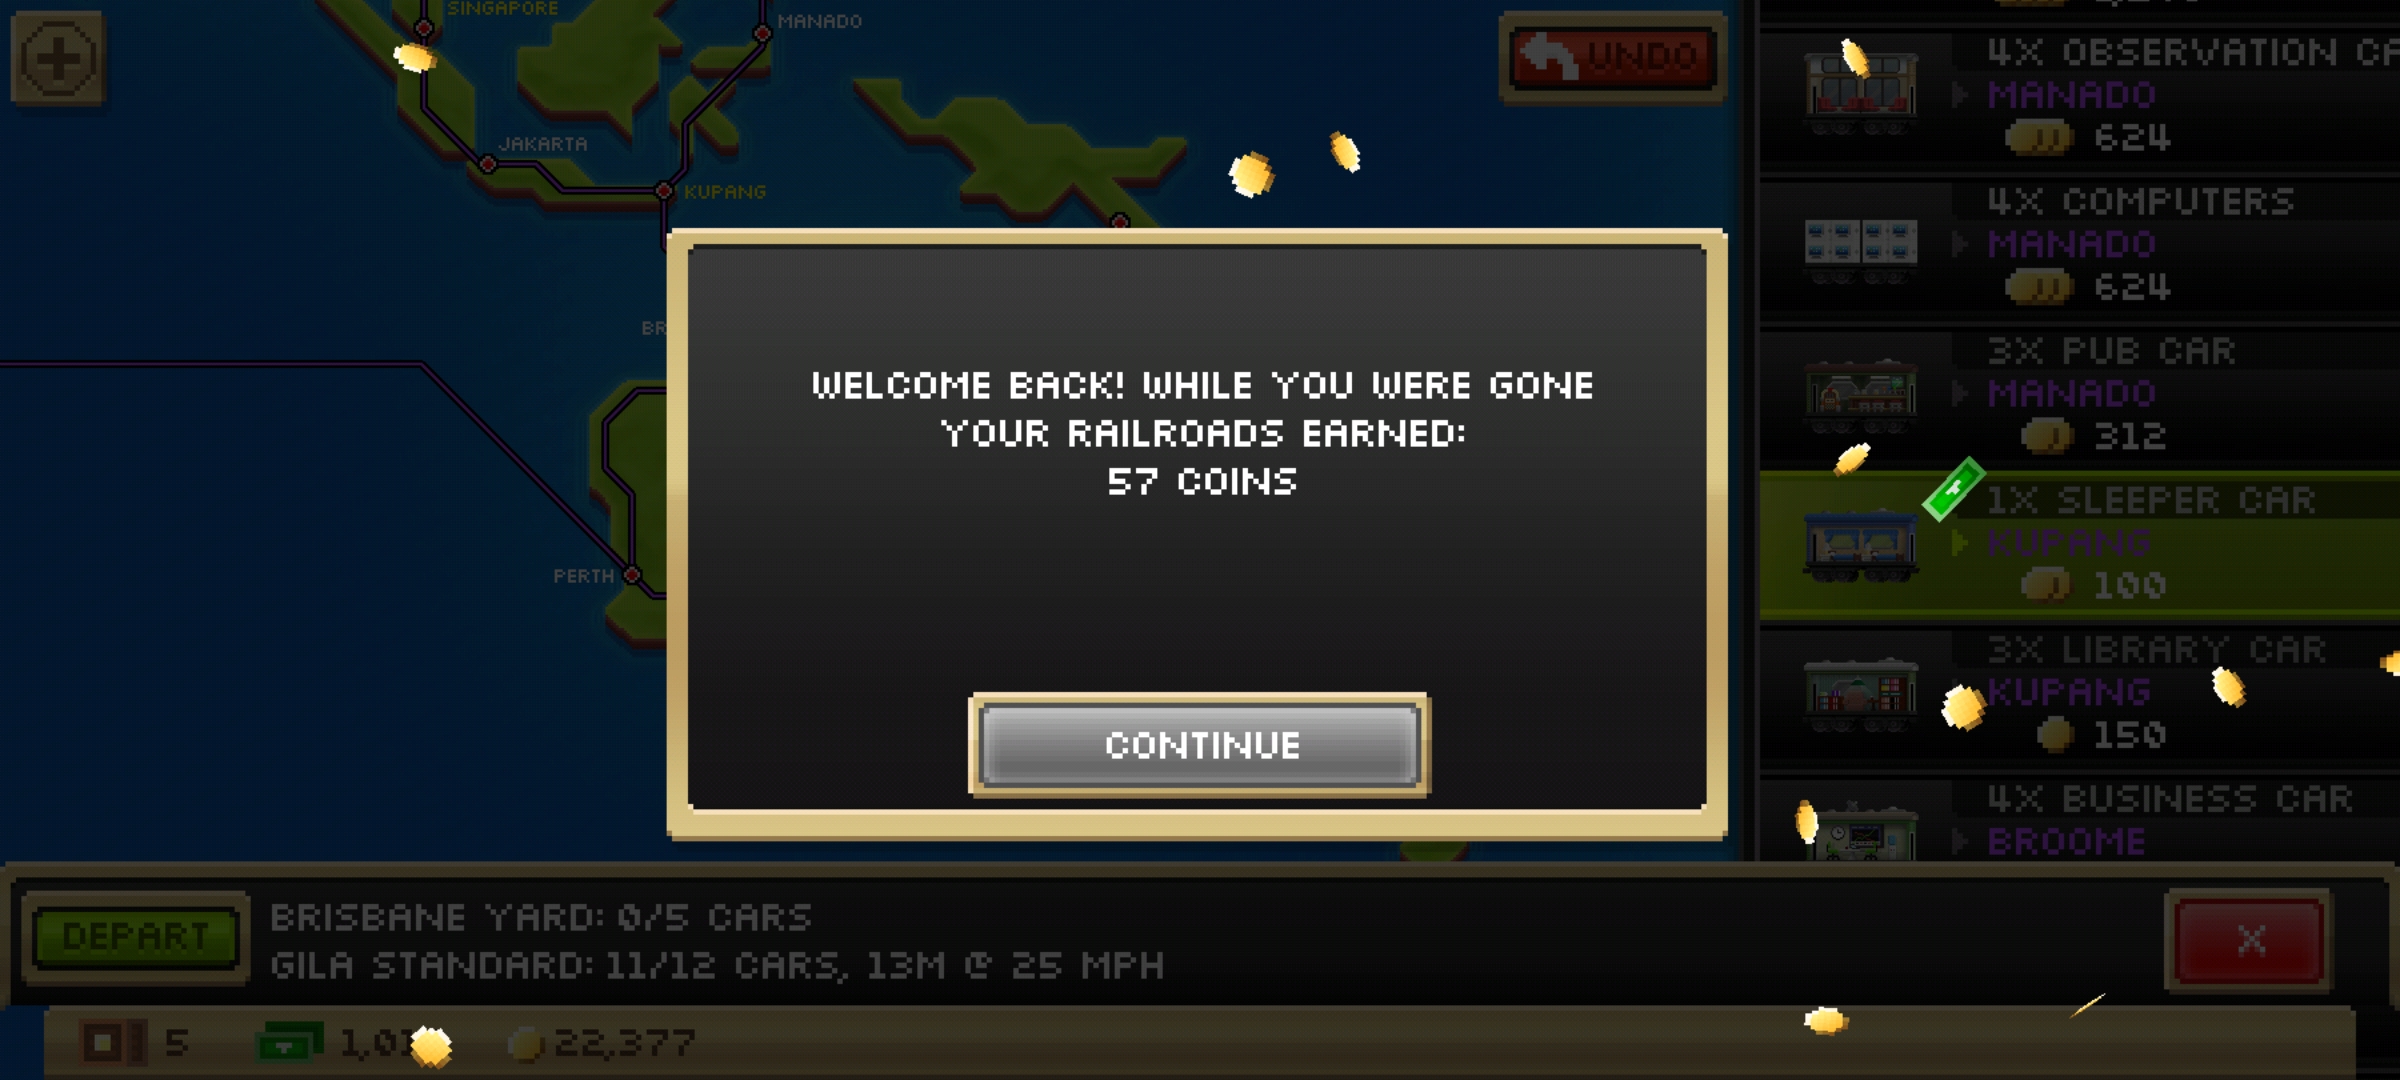 SINGAPORE
MANADO
UNDO
JAKARTA
KUPANG
BR
PERTH
WELCOME BACK! WHILE YOU WERE GONE
YOUR RAILROADS EARNED:
57 COINS
CONTINUE
4X OBSERVATION
MANADO
624
4X COMPUTERS
MANADO
624
3X PUB CAR
MANADO
312
1X SLEEPER CAR
KUPANG
100
3X LIBRARY CAR
KUPANG
150
4X BUSINESS CAR
BROOME
DEPART
BRISBANE YARD: 0/5 CARS
GILA STANDARD: 11/12 CARS, 13M @ 25 MPH
X
5
22,377